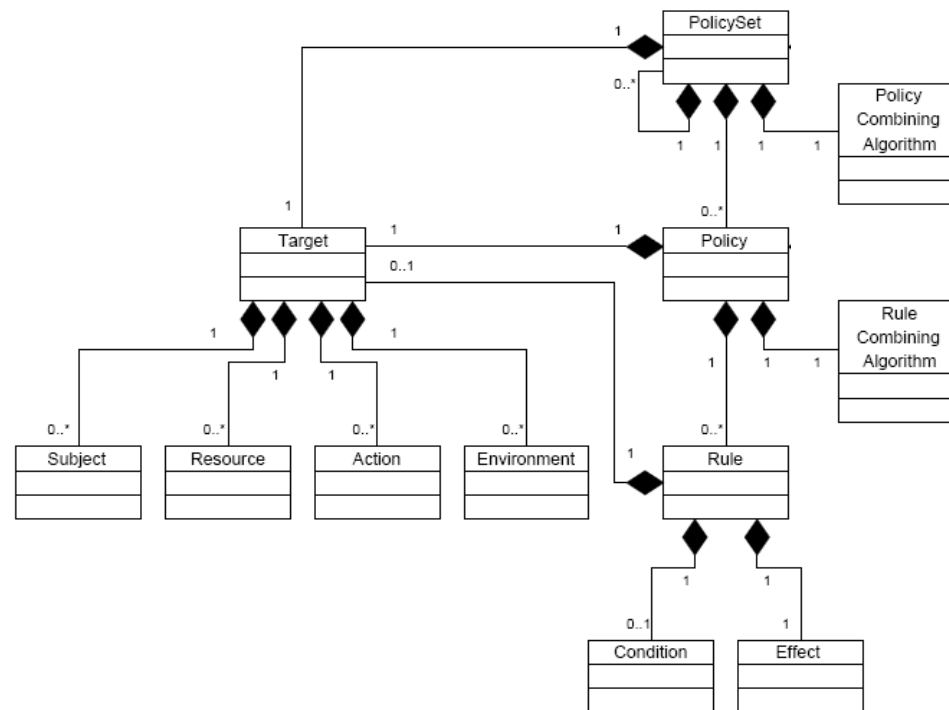 PolicySet
1
0..*
Policy
Combining
Algorithm
1
1
1
1
1
0..*
Target
1
1
Policy
0..1
Rule
Combining
Algorithm
1
1
1
1
1
1
1
0..*
0..*
0..*
0..*
0..*
Subject
Resource
Action
Environment
1
Rule
1
1
0..1
1
Condition
Effect